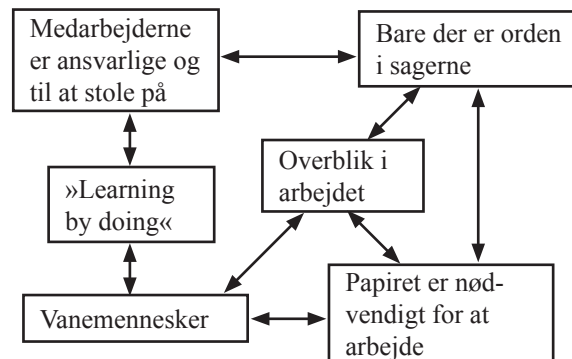 Medarbejderne
er ansvarlige og
til at stole på
Bare der er orden
i sagerne
Overblik i
arbejdet
»Learning
by doing«
Vanemennesker
Papiret er nød-
vendigt for at
arbejde